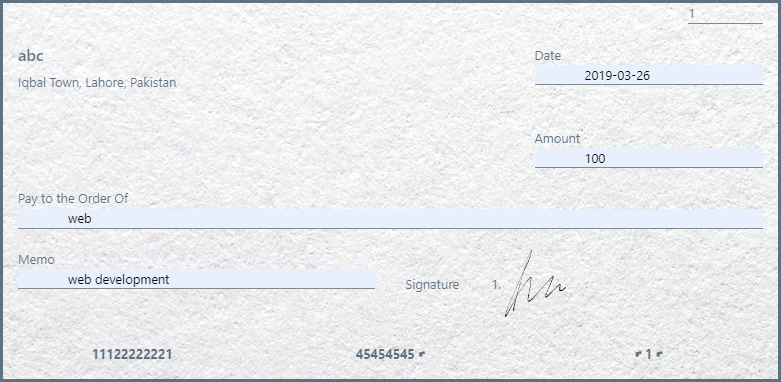 1
abc
Iqbal Town, Lahore, Pakistan
Date
2019-03-26
Amount
100
Pay to the Order Of
web
Memo
web development
Signature 1.
11122222221 45454545 ⑈ ⑈ 1 ⑈